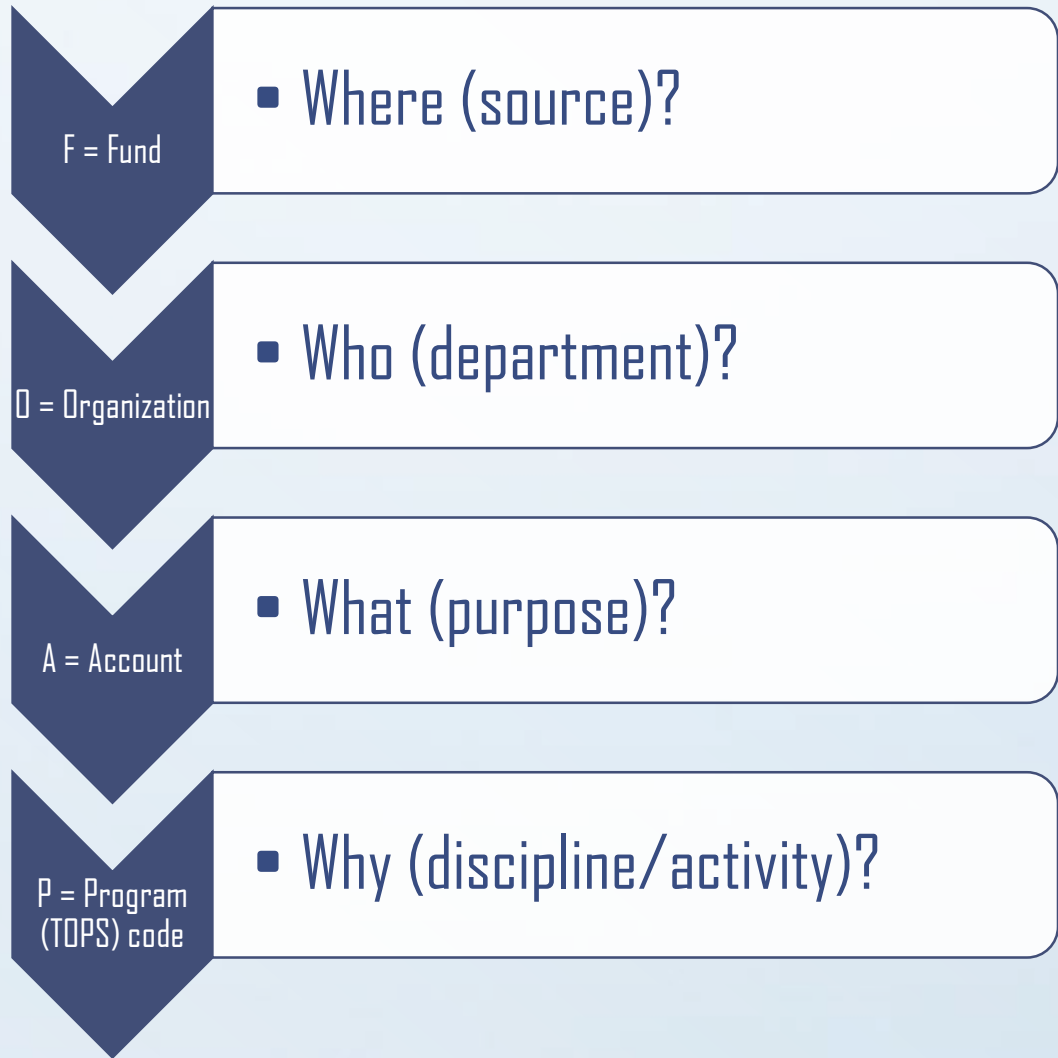 F = Fund
▪ Where (source)?
O = Organization
▪ Who (department)?
A = Account
▪ What (purpose)?
P = Program
(TOPS) code
▪ Why (discipline/activity)?